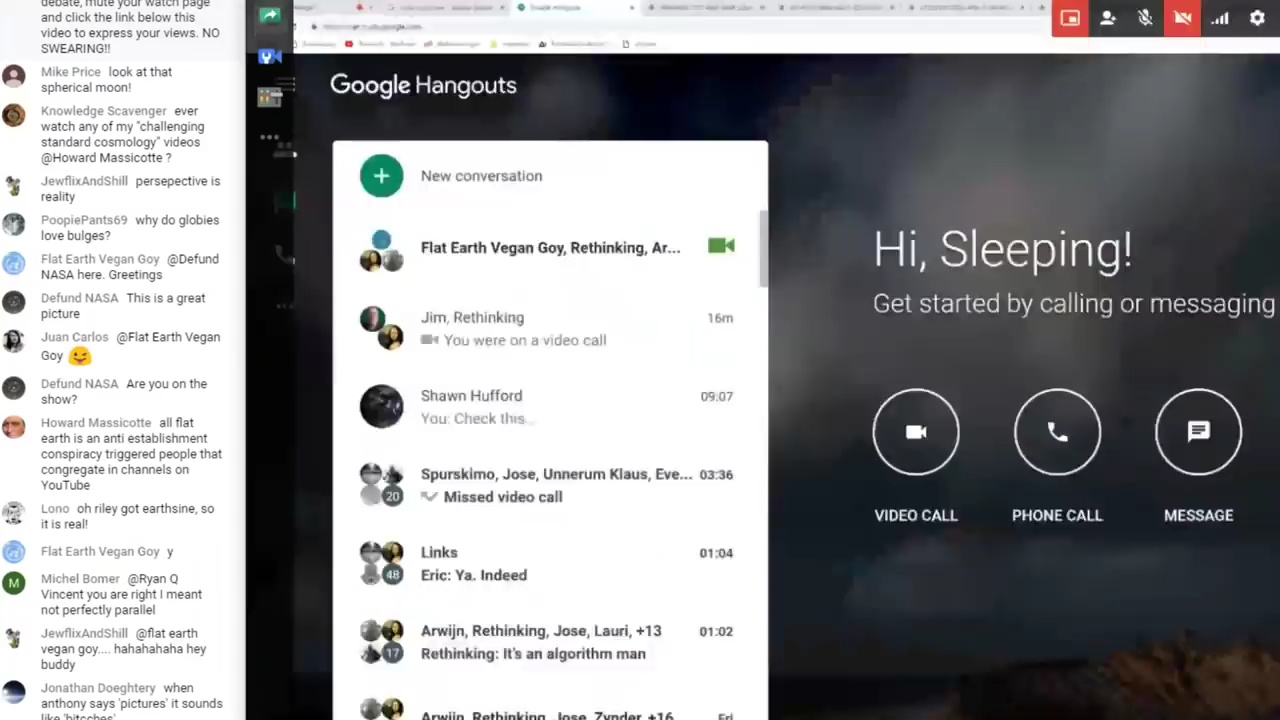 debate, mute your watch page
and click the link below this
video to express your views. NO
SWEARING!!
Mike Price look at that
spherical moon!
Knowledge Scavenger ever
watch any of my "challenging
standard cosmology" videos
@Howard Massicotte ?
JewflixAndShill persepective is
reality
PoopiePants69 why do globies
love bulges?
Flat Earth Vegan Goy @Defund
NASA here. Greetings
Defund NASA This is a great
picture
Juan Carlos @Flat Earth Vegan
Goy 😜
Defund NASA Are you on the
show?
Howard Massicotte all flat
earth is an anti establishment
conspiracy triggered people that
congregate in channels on
YouTube
Lono oh riley got earthsine, so
it is real!
Flat Earth Vegan Goy y
M
Michel Bomer @Ryan Q
Vincent you are right I meant
not perfectly parallel
JewflixAndShill @flat earth
vegan goy.... hahahahaha hey
buddy
Jonathan Doeghtery when
anthony says 'pictures' it sounds
like 'bitches'
Google Hangouts
New conversation
Flat Earth Vegan Goy, Rethinking, Ar...
Jim, Rethinking 16m
You were on a video call
Shawn Hufford 09:07
You: Check this...
Spurskimo, Jose, Unnerum Klaus, Eve... 03:36
20 Missed video call
Links 01:04
48 Eric: Ya. Indeed
Arwijn, Rethinking, Jose, Lauri, +13 01:02
17 Rethinking: It's an algorithm man
Arwijn, Rethinking, Jose, Zynder, +16 Fri
Hi, Sleeping!
Get started by calling or messaging
VIDEO CALL PHONE CALL MESSAGE